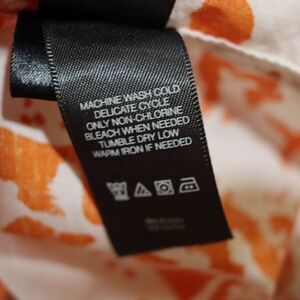 MACHINE WASH COLD
DELICATE CYCLE
ONLY NON-CHLORINE
BLEACH WHEN NEEDED
TUMBLE DRY LOW
WARM IRON IF NEEDED